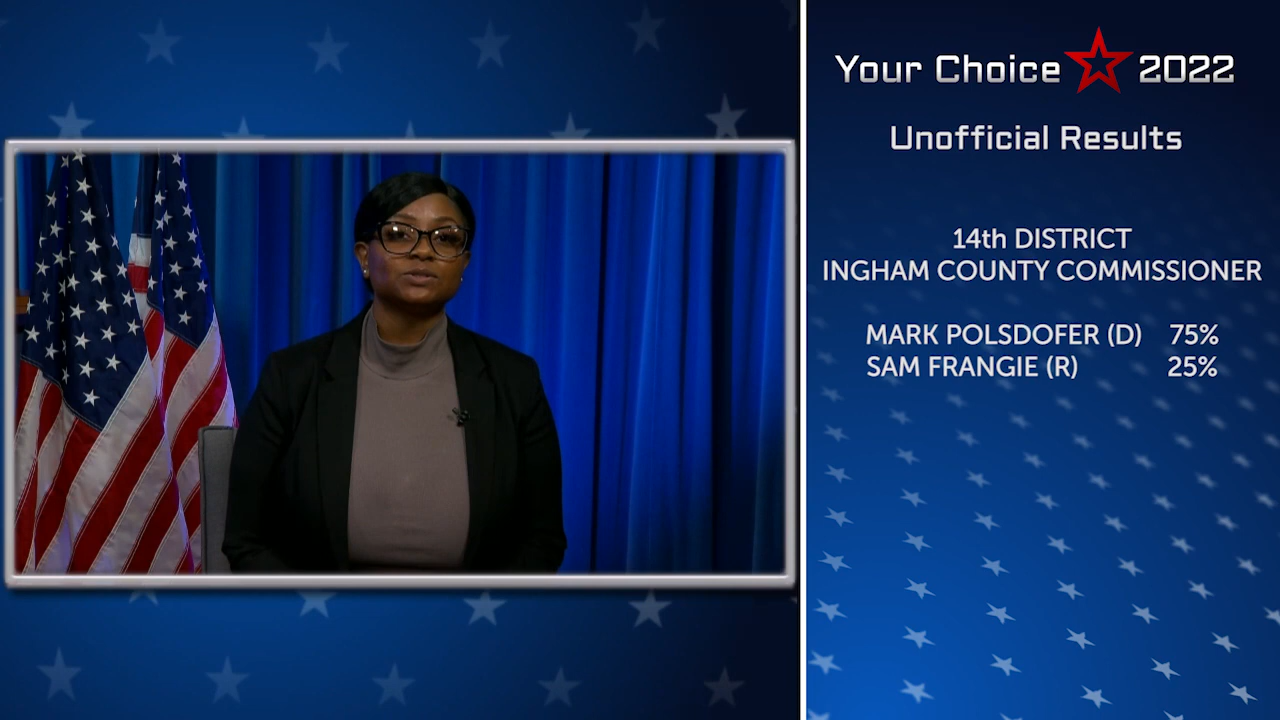 Your Choice 2022
Unofficial Results
14th DISTRICT
INGHAM COUNTY COMMISSIONER
MARK POLSDOFER (D) 75%
SAM FRANGIE (R) 25%